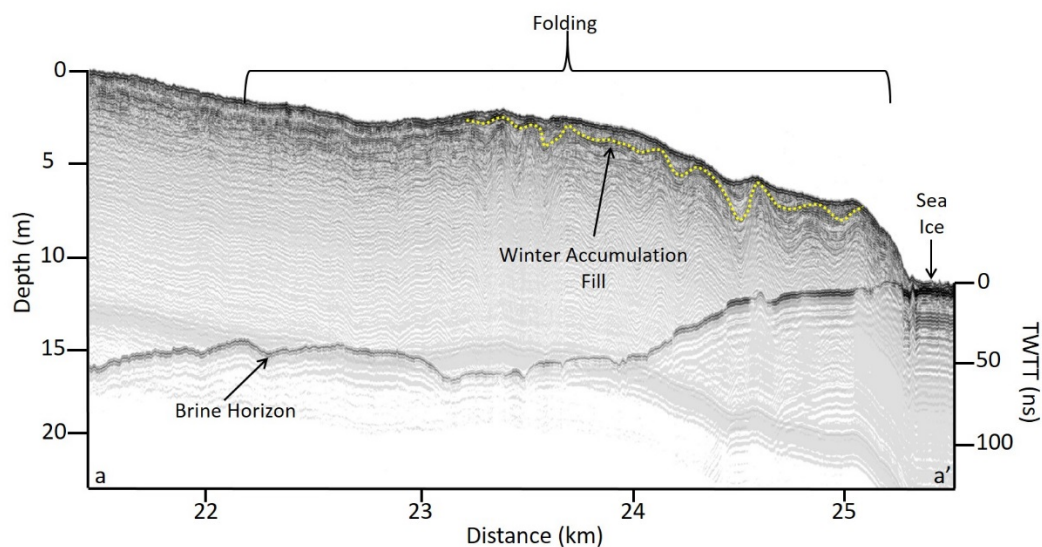 Folding
0
5
10
15
20
Depth (m)
Winter Accumulation
Fill
Sea
Ice
0
50
100
TWTT (ns)
Brine Horizon
a
a'
22
23
24
25
Distance (km)